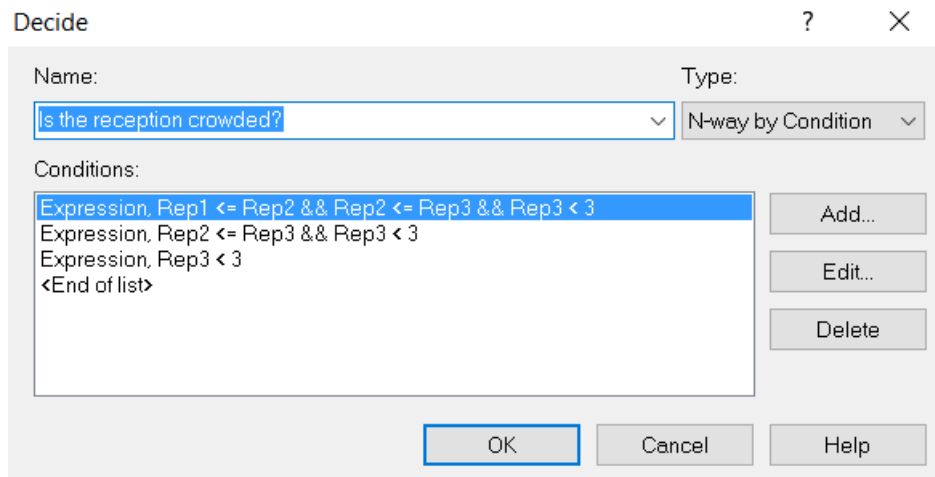 Decide ? ×
Name: Type:
Is the reception crowded? N-way by Condition
Conditions:
Expression, Rep1 <= Rep2 && Rep2 <= Rep3 && Rep3 < 3
Expression, Rep2 <= Rep3 && Rep3 < 3
Expression, Rep3 < 3
<End of list>
Add...
Edit...
Delete
OK Cancel Help